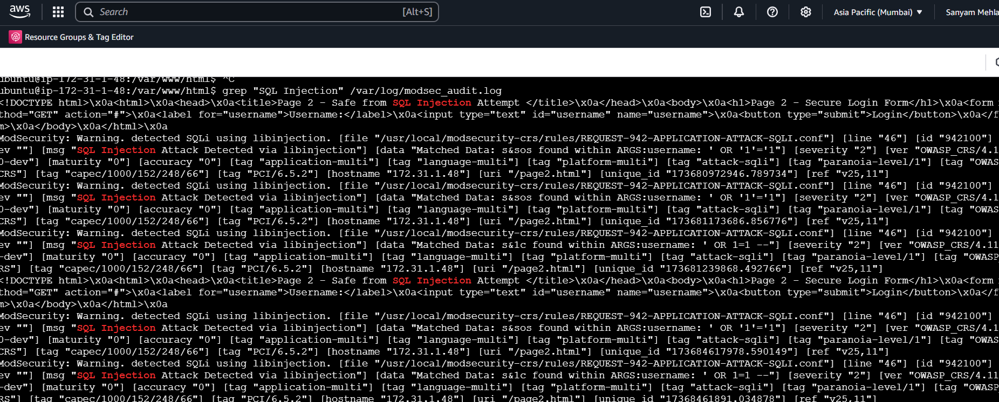 aws
Search [Alt+S]
Asia Pacific (Mumbai) ▼
Sanyam Mehla
Resource Groups & Tag Editor
ubuntu@ip-172-31-1-48:/var/www/html$ ^C
ubuntu@ip-172-31-1-48:/var/www/html$ grep "SQL Injection" /var/log/modsec_audit.log
<!DOCTYPE html>\x0a<html>\x0a<head>\x0a<title>Page 2 - Safe from SQL Injection Attempt </title>\x0a</head>\x0a<body>\x0a<h1>Page 2 - Secure Login Form</h1>\x0a<form
thod="GET" action="#">\x0a<label for="username">Username:</label>\x0a<input type="text" id="username" name="username">\x0a<button type="submit">Login</button>\x0a</f
m>\x0a</body>\x0a</html>\x0a
ModSecurity: Warning. detected SQLi using libinjection. [file "/usr/local/modsecurity-crs/rules/REQUEST-942-APPLICATION-ATTACK-SQLI.conf"] [line "46"] [id "942100"]
ev ""] [msg "SQL Injection Attack Detected via libinjection"] [data "Matched Data: s&sos found within ARGS:username: ' OR '1'='1"] [severity "2"] [ver "OWASP_CRS/4.1
0-dev"] [maturity "0"] [accuracy "0"] [tag "application-multi"] [tag "language-multi"] [tag "platform-multi"] [tag "attack-sqli"] [tag "paranoia-level/1"] [tag "OWAS
CRS"] [tag "capec/1000/152/248/66"] [tag "PCI/6.5.2"] [hostname "172.31.1.48"] [uri "/page2.html"] [unique_id "173680972946.789734"] [ref "v25,11"]
ModSecurity: Warning. detected SQLi using libinjection. [file "/usr/local/modsecurity-crs/rules/REQUEST-942-APPLICATION-ATTACK-SQLI.conf"] [line "46"] [id "942100"]
ev ""] [msg "SQL Injection Attack Detected via libinjection"] [data "Matched Data: s&sos found within ARGS:username: ' OR '1'='1"] [severity "2"] [ver "OWASP_CRS/4.1
0-dev"] [maturity "0"] [accuracy "0"] [tag "application-multi"] [tag "language-multi"] [tag "platform-multi"] [tag "attack-sqli"] [tag "paranoia-level/1"] [tag "OWAS
CRS"] [tag "capec/1000/152/248/66"] [tag "PCI/6.5.2"] [hostname "172.31.1.48"] [uri "/page2.html"] [unique_id "173681173686.856776"] [ref "v25,11"]
ModSecurity: Warning. detected SQLi using libinjection. [file "/usr/local/modsecurity-crs/rules/REQUEST-942-APPLICATION-ATTACK-SQLI.conf"] [line "46"] [id "942100"]
ev ""] [msg "SQL Injection Attack Detected via libinjection"] [data "Matched Data: s&1c found within ARGS:username: ' OR 1=1 --"] [severity "2"] [ver "OWASP_CRS/4.11
-dev"] [maturity "0"] [accuracy "0"] [tag "application-multi"] [tag "language-multi"] [tag "platform-multi"] [tag "attack-sqli"] [tag "paranoia-level/1"] [tag "OWASP
RS"] [tag "capec/1000/152/248/66"] [tag "PCI/6.5.2"] [hostname "172.31.1.48"] [uri "/page2.html"] [unique_id "173681239868.492766"] [ref "v25,11"]
<!DOCTYPE html>\x0a<html>\x0a<head>\x0a<title>Page 2 - Safe from SQL Injection Attempt </title>\x0a</head>\x0a<body>\x0a<h1>Page 2 - Secure Login Form</h1>\x0a<form
thod="GET" action="#">\x0a<label for="username">Username:</label>\x0a<input type="text" id="username" name="username">\x0a<button type="submit">Login</button>\x0a</f
m>\x0a</body>\x0a</html>\x0a
ModSecurity: Warning. detected SQLi using libinjection. [file "/usr/local/modsecurity-crs/rules/REQUEST-942-APPLICATION-ATTACK-SQLI.conf"] [line "46"] [id "942100"]
ev ""] [msg "SQL Injection Attack Detected via libinjection"] [data "Matched Data: s&sos found within ARGS:username: ' OR '1'='1"] [severity "2"] [ver "OWASP_CRS/4.1
0-dev"] [maturity "0"] [accuracy "0"] [tag "application-multi"] [tag "language-multi"] [tag "platform-multi"] [tag "attack-sqli"] [tag "paranoia-level/1"] [tag "OWAS
CRS"] [tag "capec/1000/152/248/66"] [tag "PCI/6.5.2"] [hostname "172.31.1.48"] [uri "/page2.html"] [unique_id "173684617978.590149"] [ref "v25,11"]
ModSecurity: Warning. detected SQLi using libinjection. [file "/usr/local/modsecurity-crs/rules/REQUEST-942-APPLICATION-ATTACK-SQLI.conf"] [line "46"] [id "942100"]
ev ""] [msg "SQL Injection Attack Detected via libinjection"] [data "Matched Data: s&1c found within ARGS:username: ' OR 1=1 --"] [severity "2"] [ver "OWASP_CRS/4.11
-dev"] [maturity "0"] [accuracy "0"] [tag "application-multi"] [tag "language-multi"] [tag "platform-multi"] [tag "attack-sqli"] [tag "paranoia-level/1"] [tag "OWASP
RS"] [tag "capec/1000/152/248/66"] [tag "PCI/6.5.2"] [hostname "172.31.1.48"] [uri "/page2.html"] [unique_id "17368461891.034878"] [ref "v25,11"]